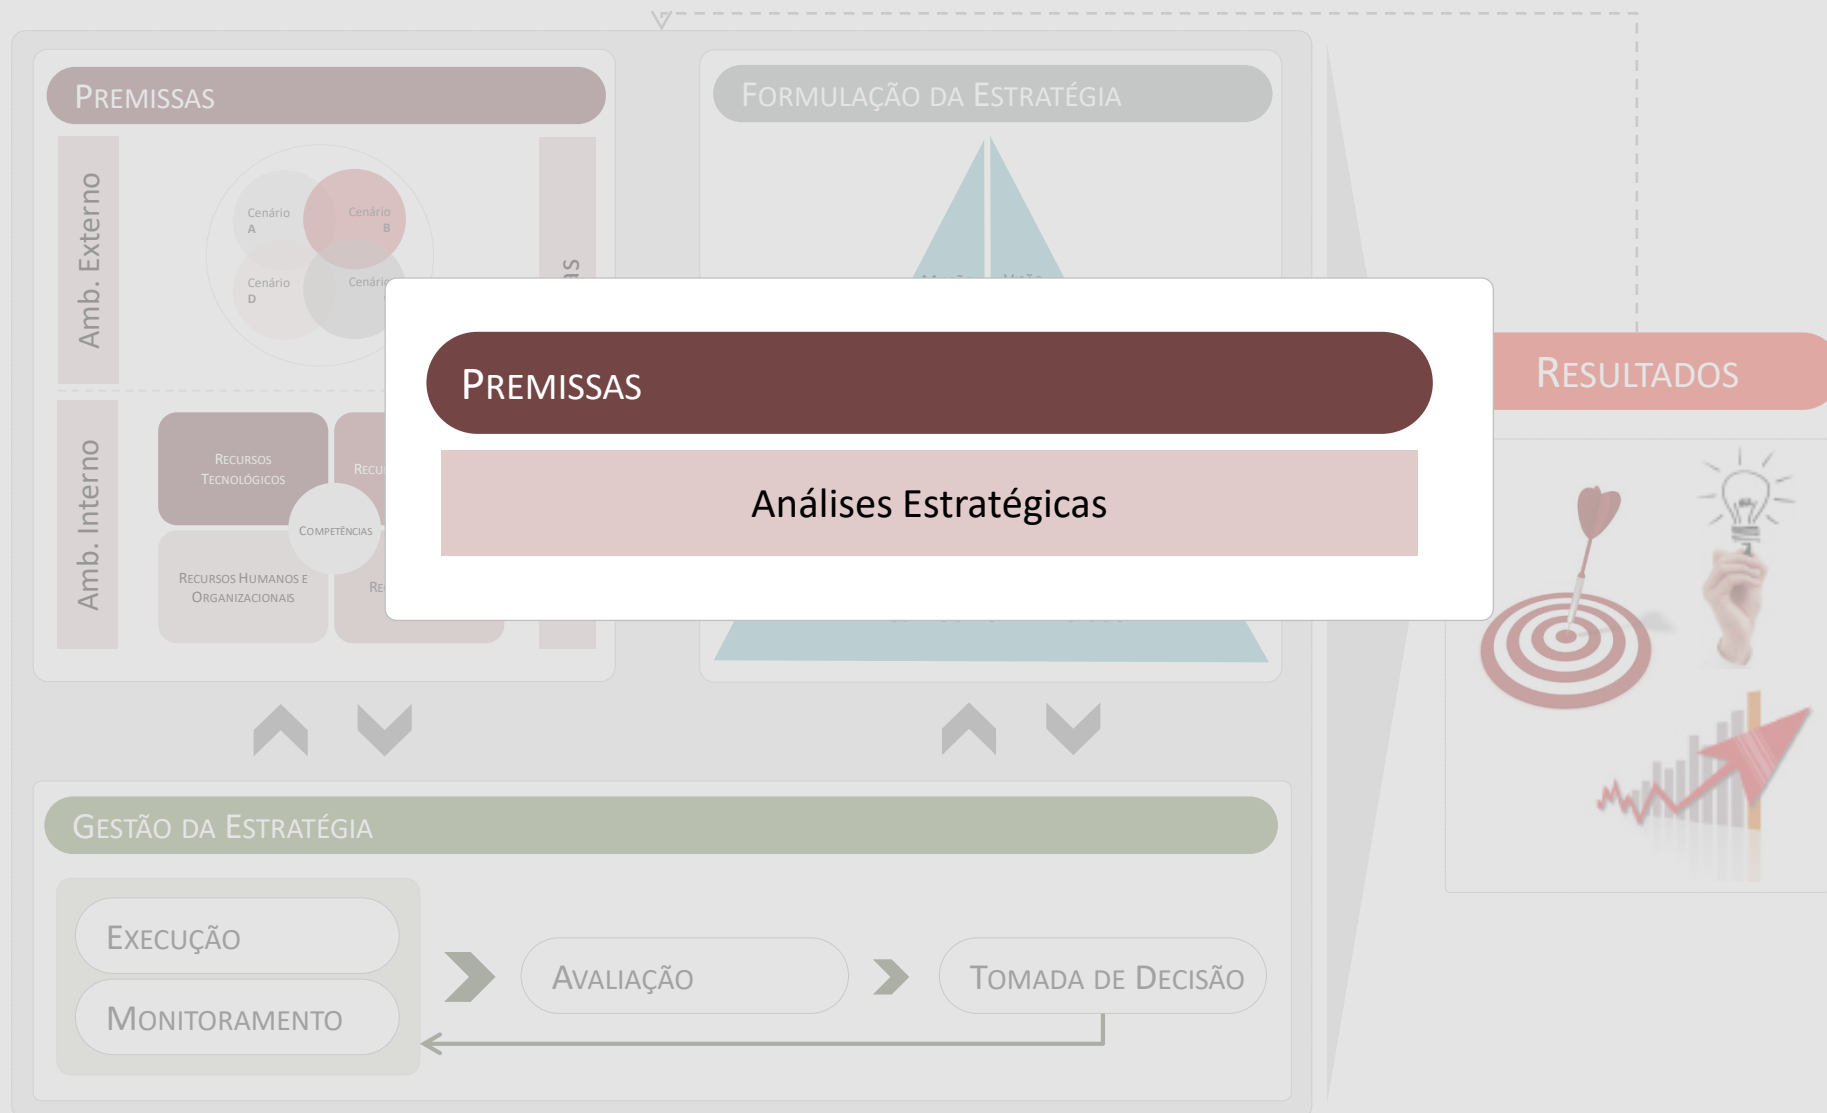 PREMISSAS
FORMULAÇÃO DA ESTRATÉGIA
Amb. Externo
Cenário
A
Cenário
B
Cenário
D
Cenário
PREMISSAS
Análises Estratégicas
RESULTADOS
Amb. Interno
RECURSOS
TECNOLÓGICOS
COMPETÊNCIAS
RECURSOS HUMANOS E
ORGANIZACIONAIS
GESTÃO DA ESTRATÉGIA
EXECUÇÃO
MONITORAMENTO
AVALIAÇÃO
TOMADA DE DECISÃO